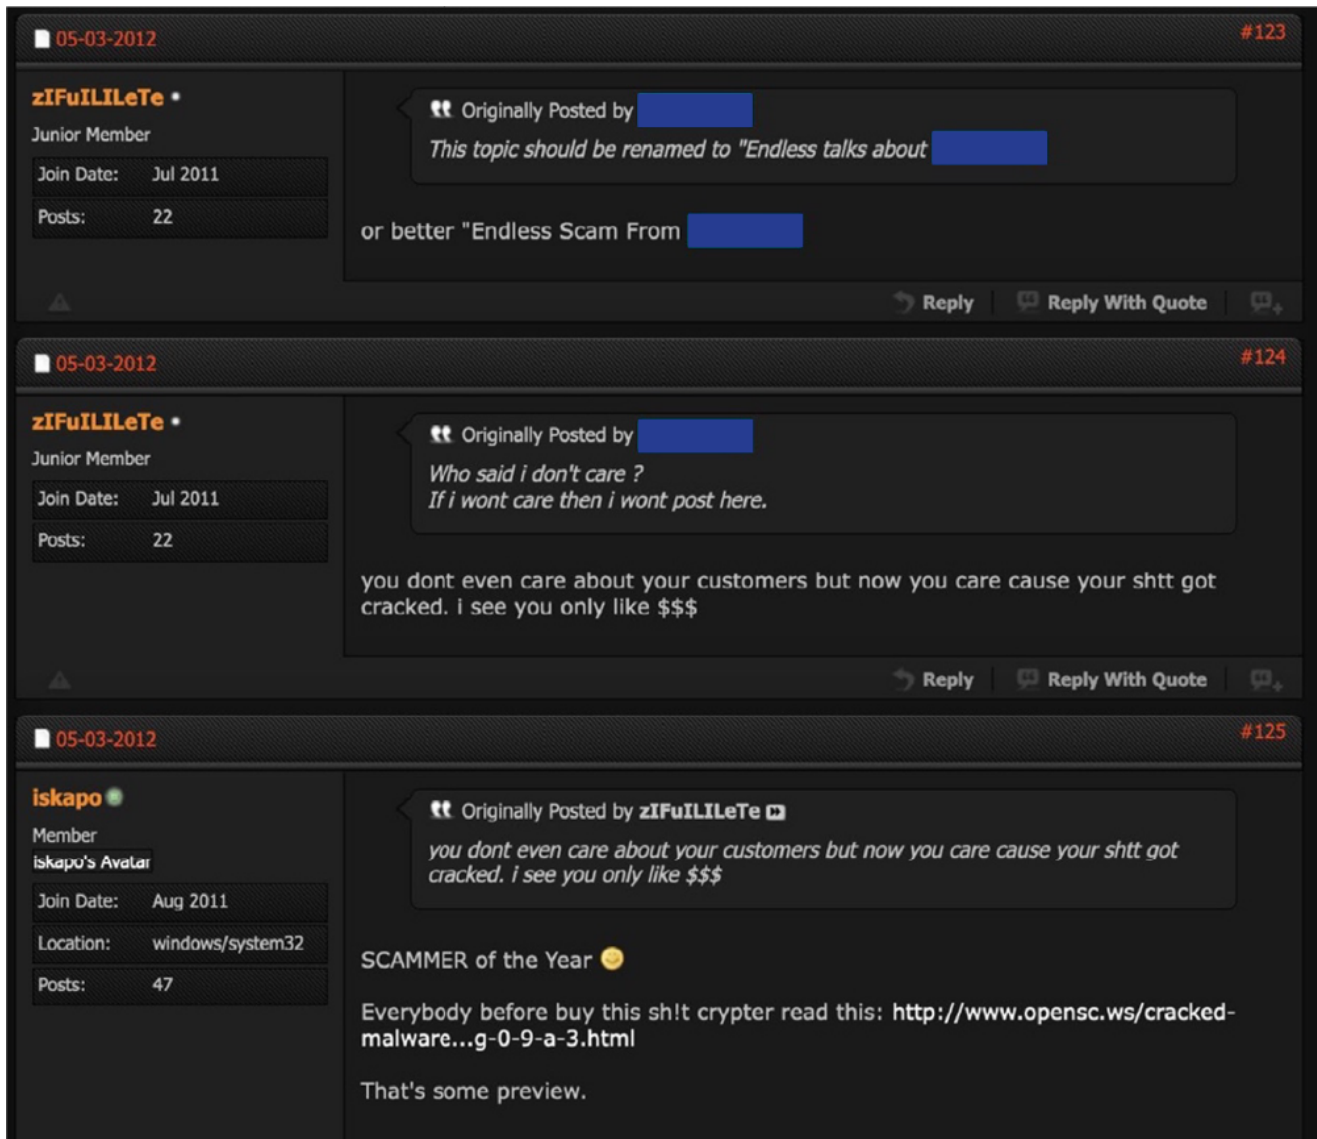 05-03-2012 #123
zIFuILILeTe
Junior Member
Join Date: Jul 2011
Posts: 22
Originally Posted by
This topic should be renamed to "Endless talks about
or better "Endless Scam From
Reply Reply With Quote
05-03-2012 #124
zIFuILILeTe
Junior Member
Join Date: Jul 2011
Posts: 22
Originally Posted by
Who said i don't care ?
If i wont care then i wont post here.
you dont even care about your customers but now you care cause your shtt got
cracked. i see you only like $$$
Reply Reply With Quote
05-03-2012 #125
iskapo
Member
iskapo's Avatar
Join Date: Aug 2011
Location: windows/system32
Posts: 47
Originally Posted by zIFuILILeTe
you dont even care about your customers but now you care cause your shtt got
cracked. i see you only like $$$
SCAMMER of the Year
Everybody before buy this sh!t crypter read this: http://www.opensc.ws/cracked-
malware...g-0-9-a-3.html
That's some preview.